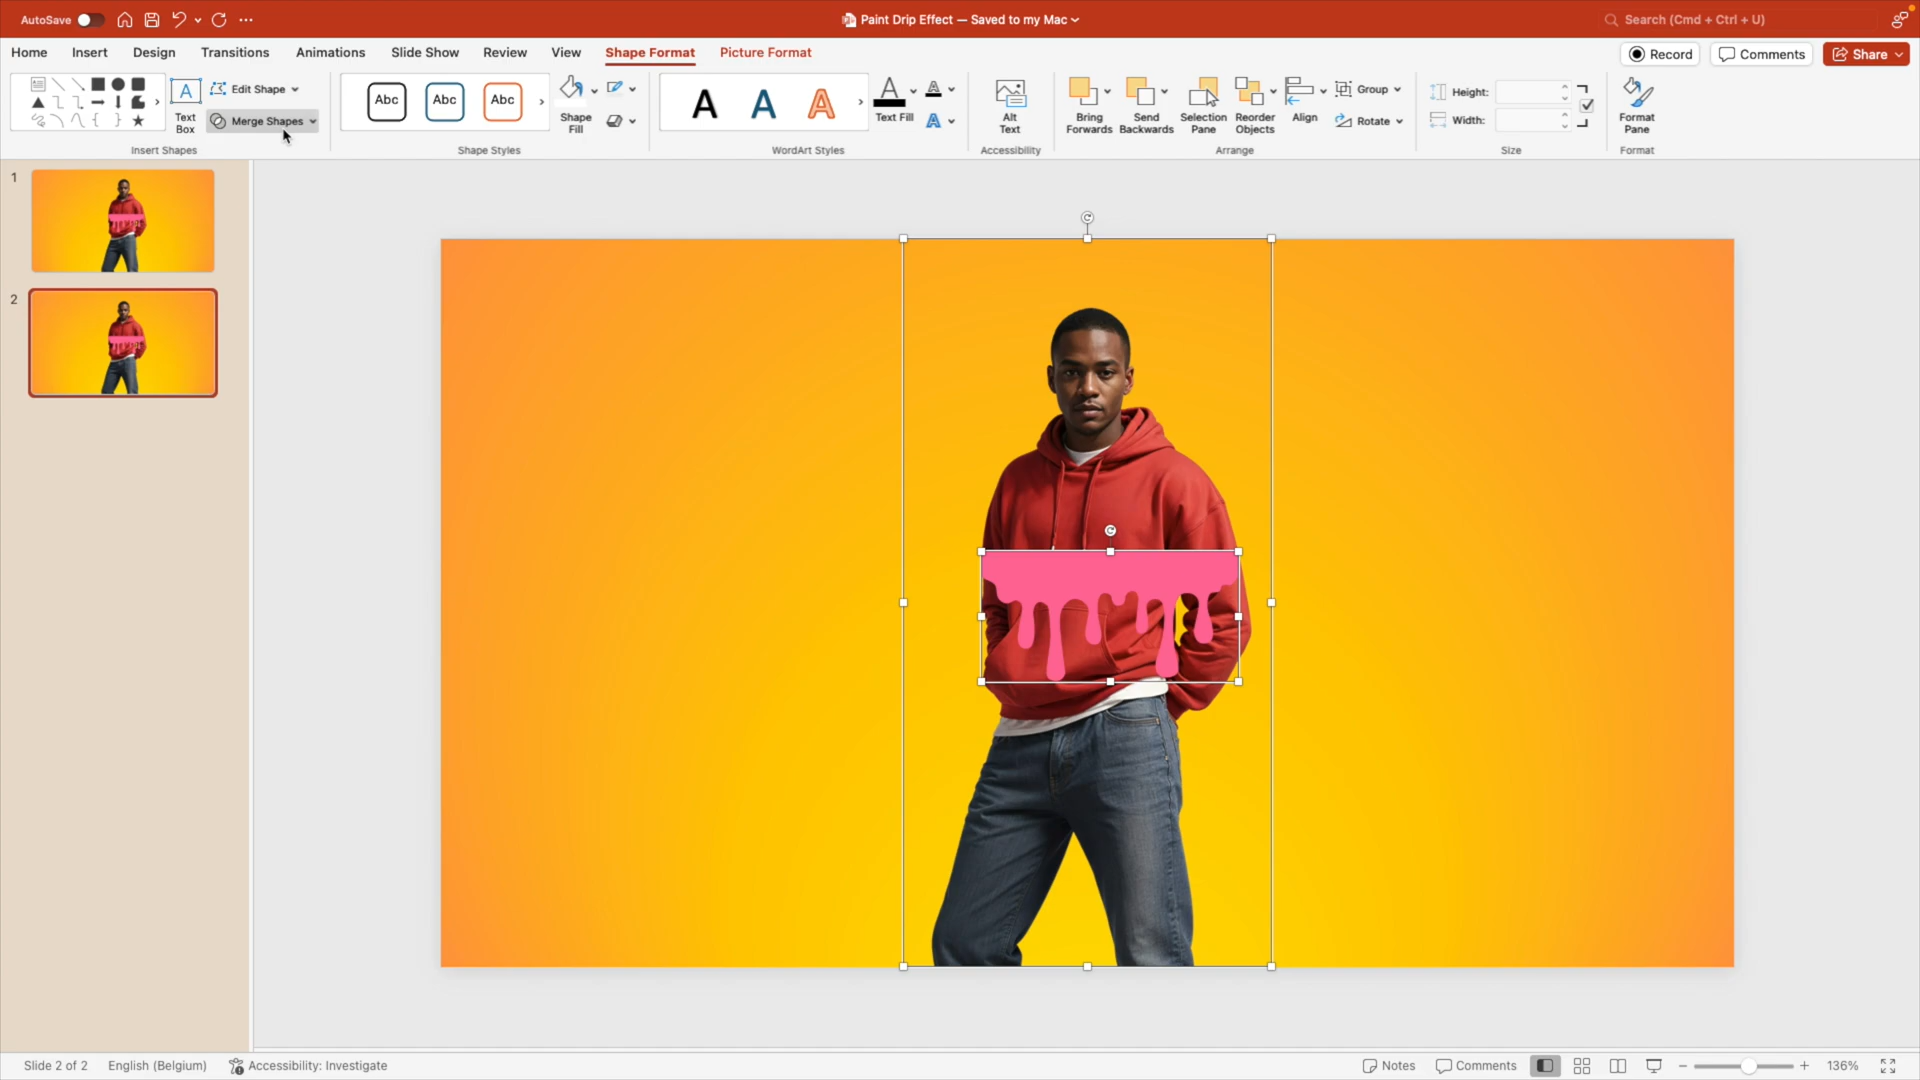 AutoSave
Paint Drip Effect — Saved to my Mac
Search (Cmd + Ctrl + U)
Home Insert Design Transitions Animations Slide Show Review View Shape Format Picture Format
Record Comments Share
Text Box
Edit Shape
Merge Shapes
Insert Shapes
Abc Abc Abc
Shape Fill
Shape Styles
A A A
Text Fill
WordArt Styles
Alt Text
Accessibility
Bring Forwards
Send Backwards
Selection Pane
Reorder Objects
Align
Group
Rotate
Arrange
Height:
Width:
Size
Format Pane
Format
1
2
Slide 2 of 2 English (Belgium) Accessibility: Investigate
Notes Comments 136%